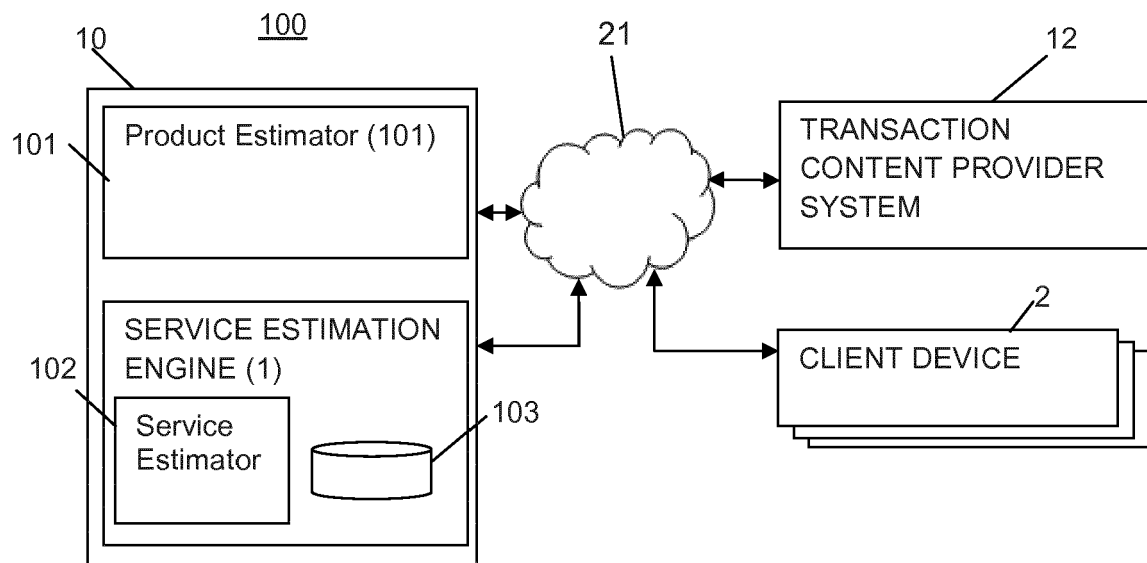 100
10
21
12
Product Estimator (101)
101
TRANSACTION
CONTENT PROVIDER
SYSTEM
SERVICE ESTIMATION
ENGINE (1)
102
Service
Estimator
103
2
CLIENT DEVICE